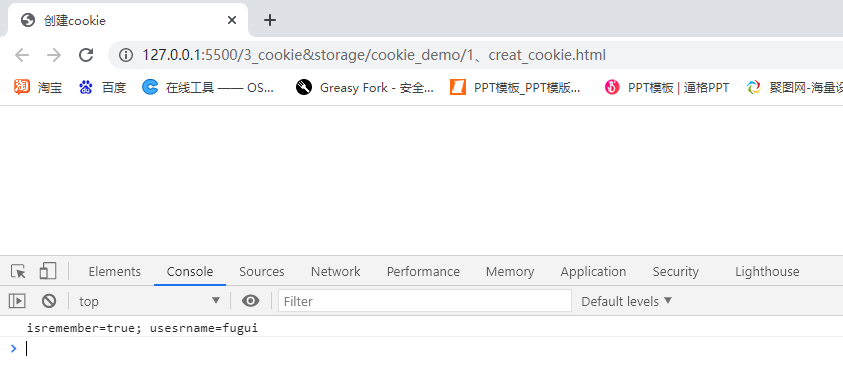 创建cookie
127.0.0.1:5500/3_cookie&storage/cookie_demo/1、creat_cookie.html
淘宝 百度 在线工具 —— OS... Greasy Fork - 安全... PPT模板_PPT模版... PPT模板 | 逼格PPT 聚图网-海量设
Elements Console Sources Network Performance Memory Application Security Lighthouse
top Filter Default levels
isremember=true; usesrname=fugui